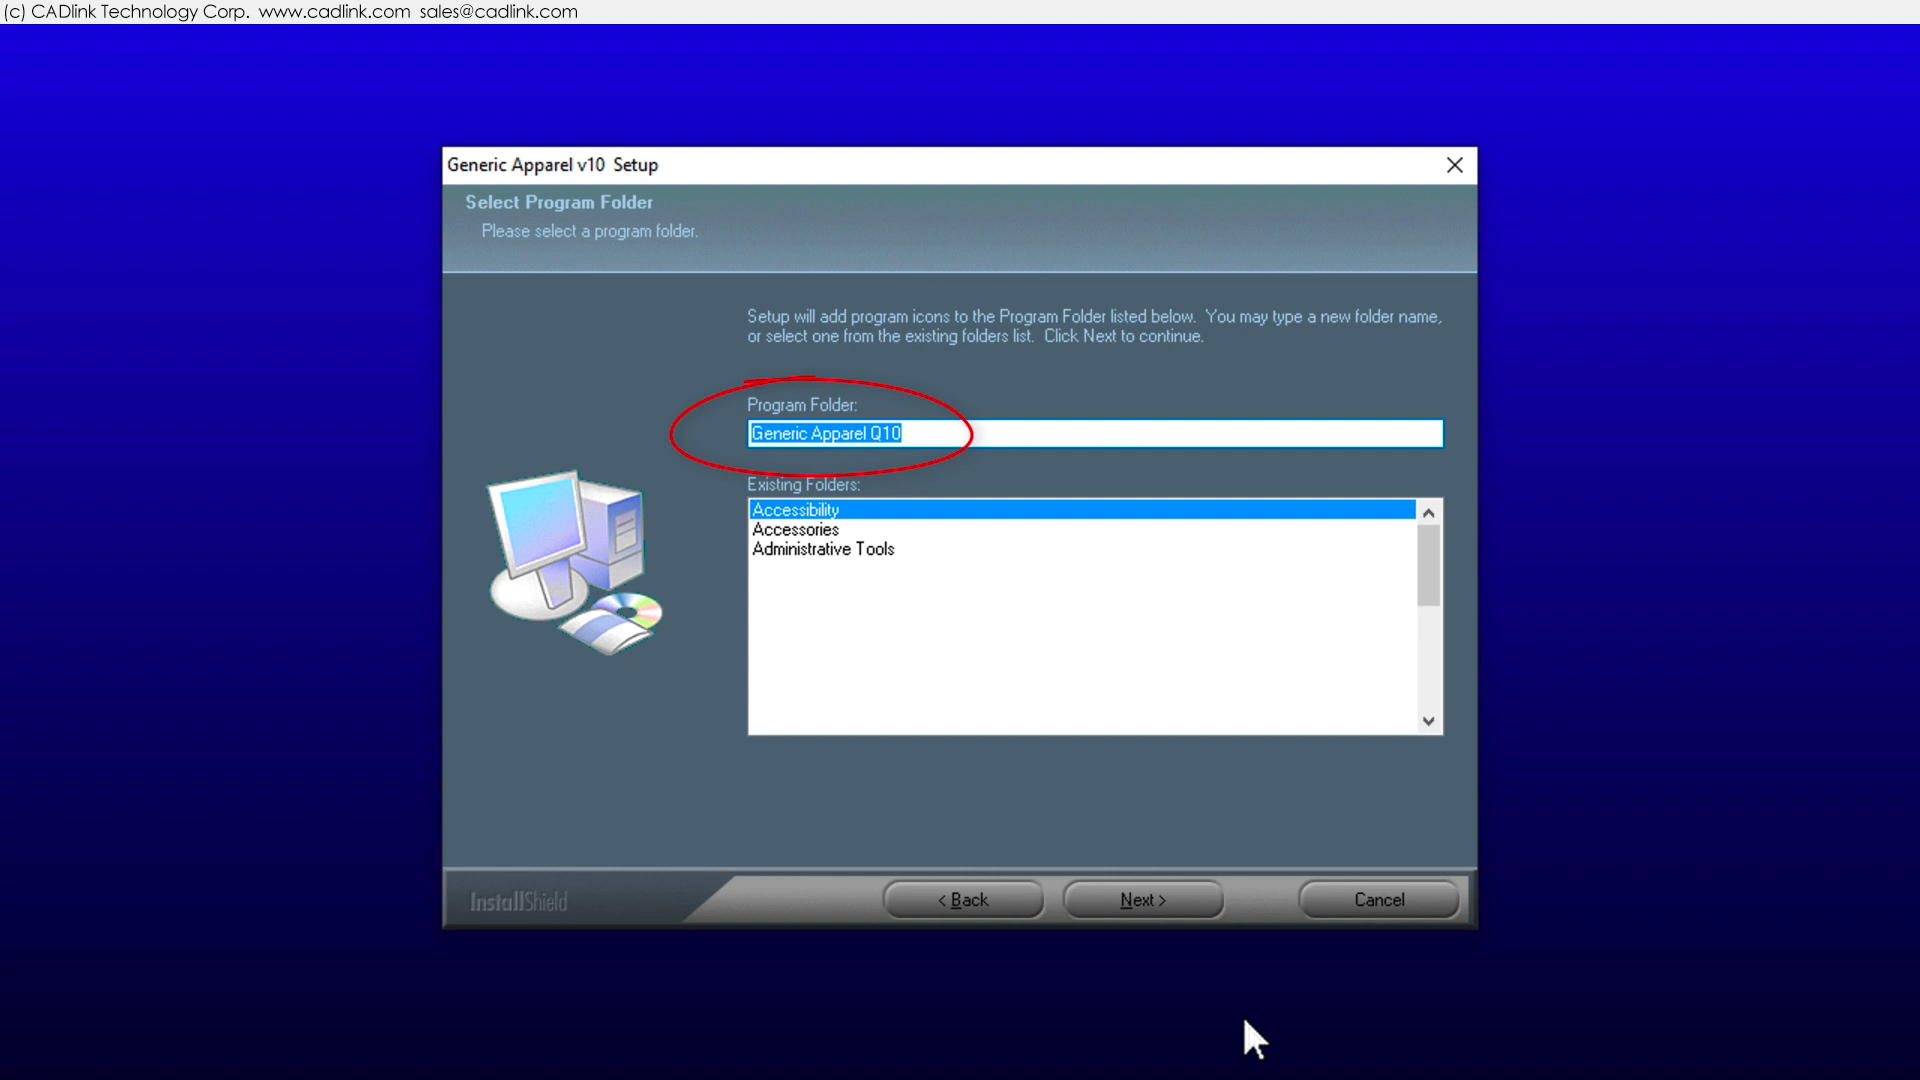 (c) CADlink Technology Corp. www.cadlink.com sales@cadlink.com
Generic Apparel v10 Setup
Select Program Folder
Please select a program folder.
Setup will add program icons to the Program Folder listed below. You may type a new folder name,
or select one from the existing folders list. Click Next to continue.
Program Folder:
Generic Apparel Q10
Existing Folders:
Accessibility
Accessories
Administrative Tools
InstallShield
< Back
Next >
Cancel